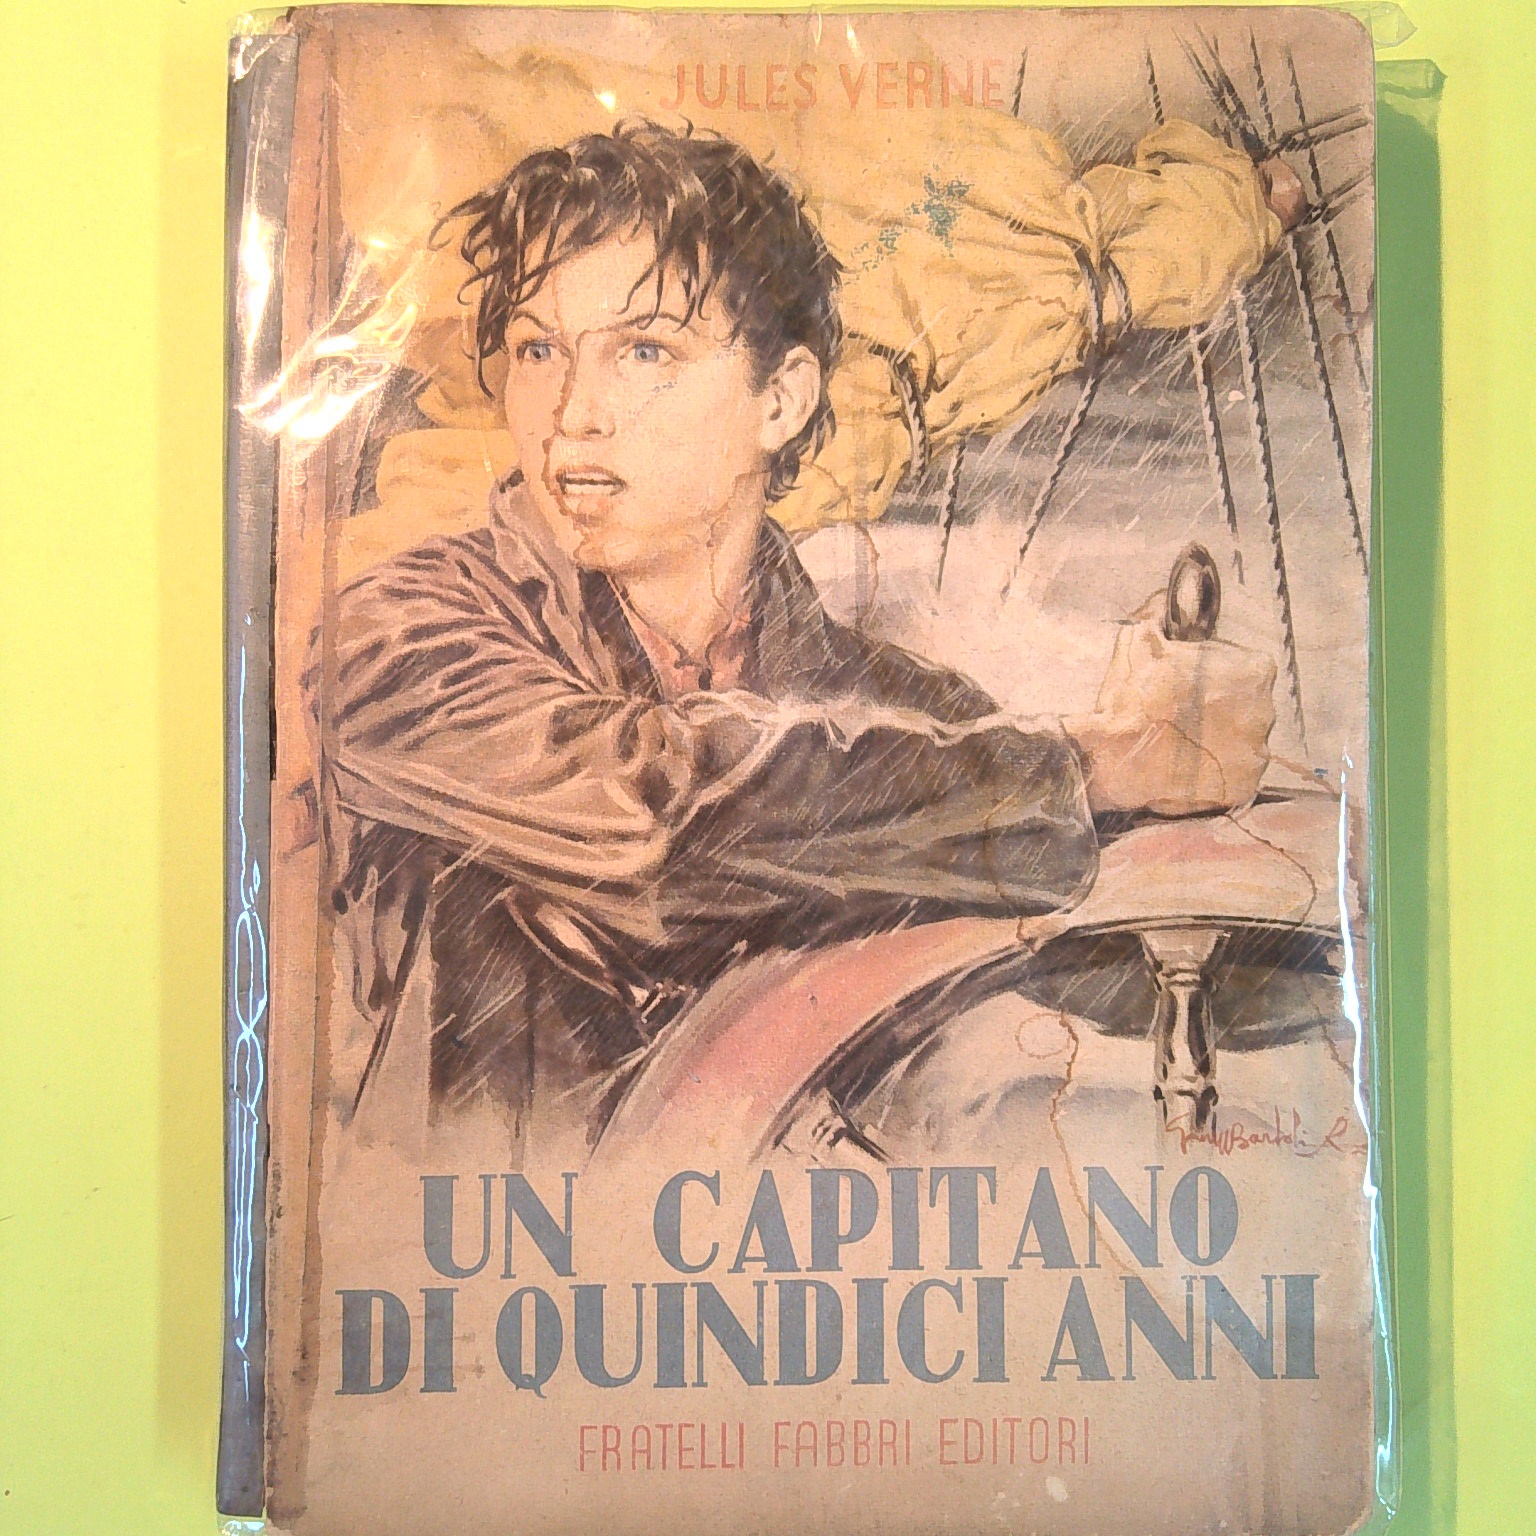 JULES VERNE
UN CAPITANO
DI QUINDICI ANNI
FRATELLI FABBRI EDITORI